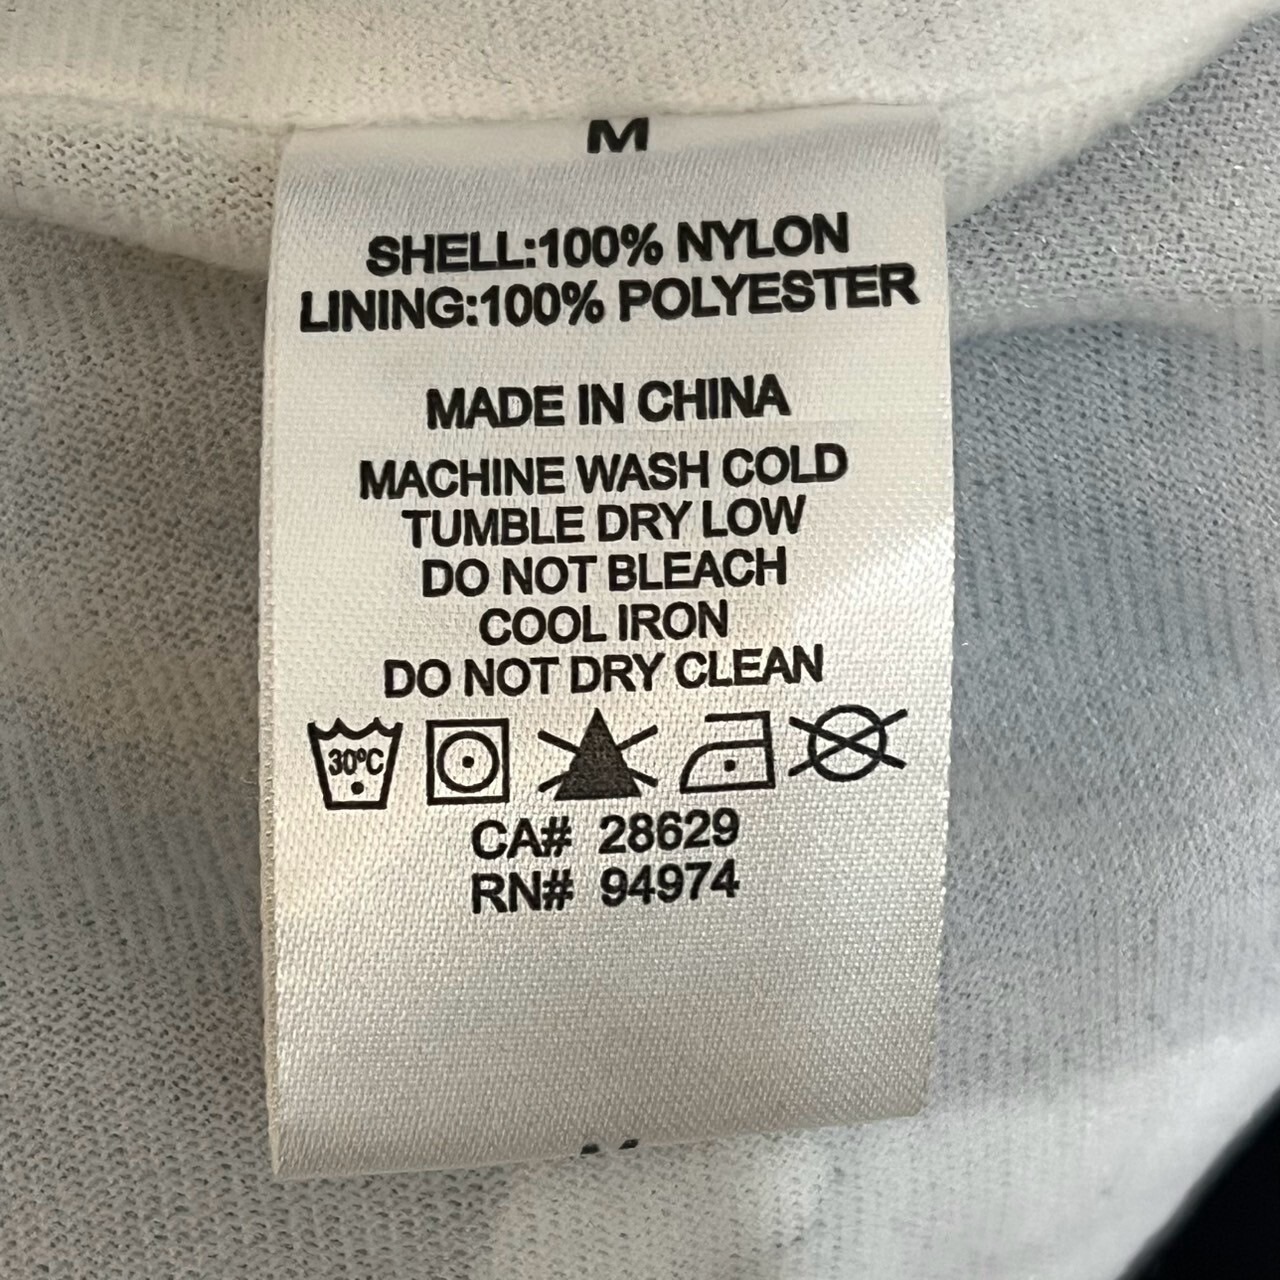 M
SHELL:100% NYLON
LINING:100% POLYESTER
MADE IN CHINA
MACHINE WASH COLD
TUMBLE DRY LOW
DO NOT BLEACH
COOL IRON
DO NOT DRY CLEAN
30°C
CA# 28629
RN# 94974